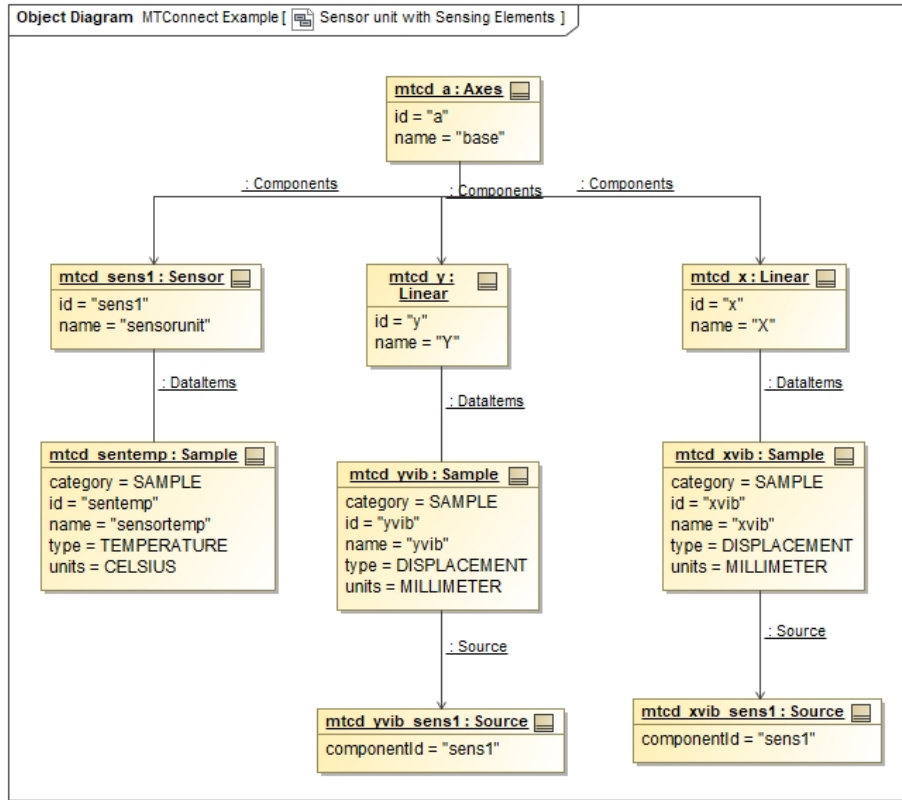 Object Diagram MTConnect Example [ Sensor unit with Sensing Elements ]
mtcd_a : Axes
id = "a"
name = "base"
: Components
: Components
: Components
mtcd_sens1 : Sensor
id = "sens1"
name = "sensorunit"
mtcd_y :
Linear
id = "y"
name = "Y"
mtcd_x : Linear
id = "x"
name = "X"
: DataItems
: DataItems
: DataItems
mtcd_sentemp : Sample
category = SAMPLE
id = "sentemp"
name = "sensortemp"
type = TEMPERATURE
units = CELSIUS
mtcd_yvib : Sample
category = SAMPLE
id = "yvib"
name = "yvib"
type = DISPLACEMENT
units = MILLIMETER
mtcd_xvib : Sample
category = SAMPLE
id = "xvib"
name = "xvib"
type = DISPLACEMENT
units = MILLIMETER
: Source
: Source
mtcd_yvib_sens1 : Source
componentId = "sens1"
mtcd_xvib_sens1 : Source
componentId = "sens1"